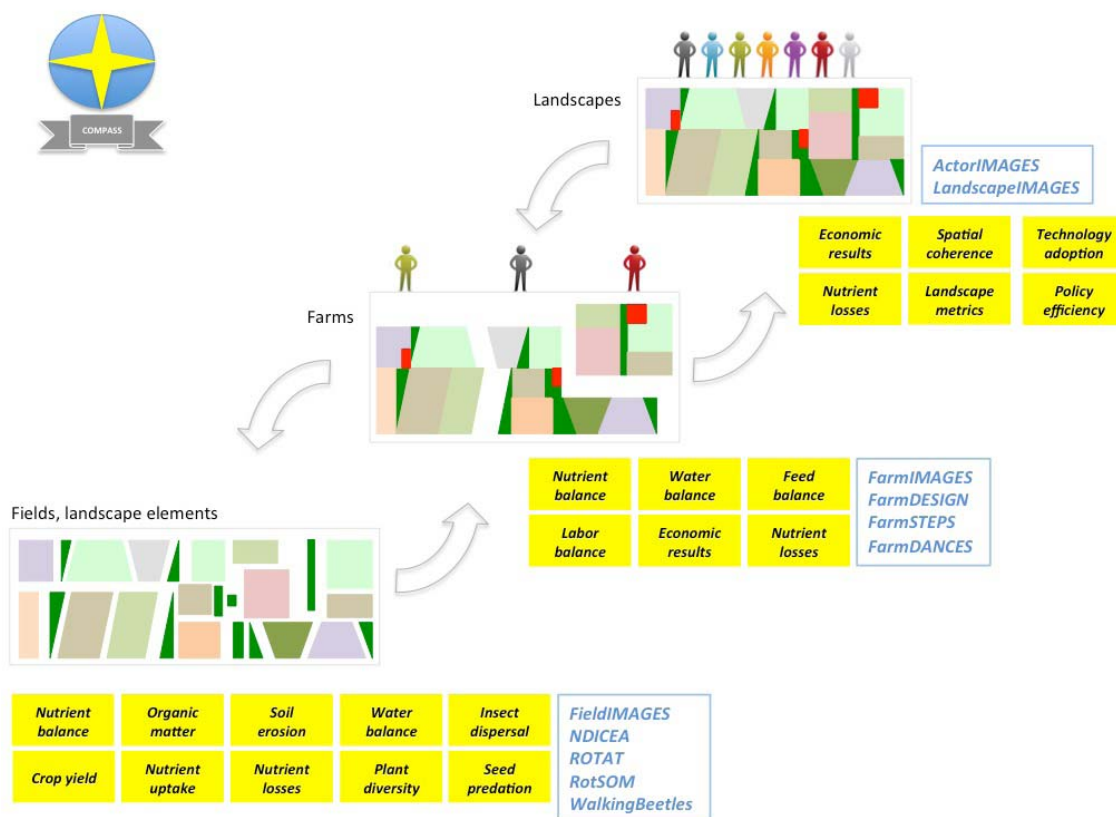 COMPASS
Landscapes
ActorIMAGES
LandscapeIMAGES
Economic
results
Spatial
coherence
Technology
adoption
Nutrient
losses
Landscape
metrics
Policy
efficiency
Farms
Nutrient
balance
Water
balance
Feed
balance
Labor
balance
Economic
results
Nutrient
losses
FarmIMAGES
FarmDESIGN
FarmSTEPS
FarmDANCES
Fields, landscape elements
Nutrient
balance
Organic
matter
Soil
erosion
Water
balance
Insect
dispersal
Crop yield
Nutrient
uptake
Nutrient
losses
Plant
diversity
Seed
predation
FieldIMAGES
NDICEA
ROTAT
RotSOM
WalkingBeetles